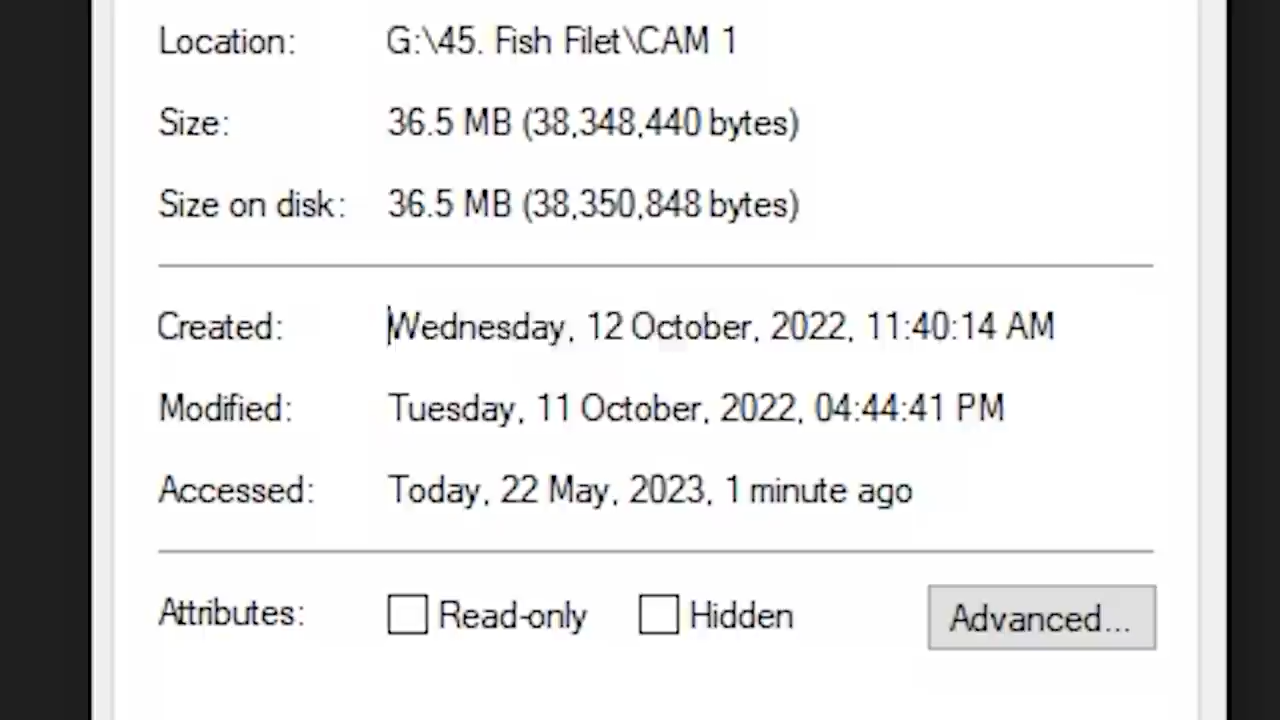 Location: G:\45. Fish Filet\CAM 1
Size: 36.5 MB (38,348,440 bytes)
Size on disk: 36.5 MB (38,350,848 bytes)
Created: Wednesday, 12 October, 2022, 11:40:14 AM
Modified: Tuesday, 11 October, 2022, 04:44:41 PM
Accessed: Today, 22 May, 2023, 1 minute ago
Attributes: Read-only Hidden Advanced...